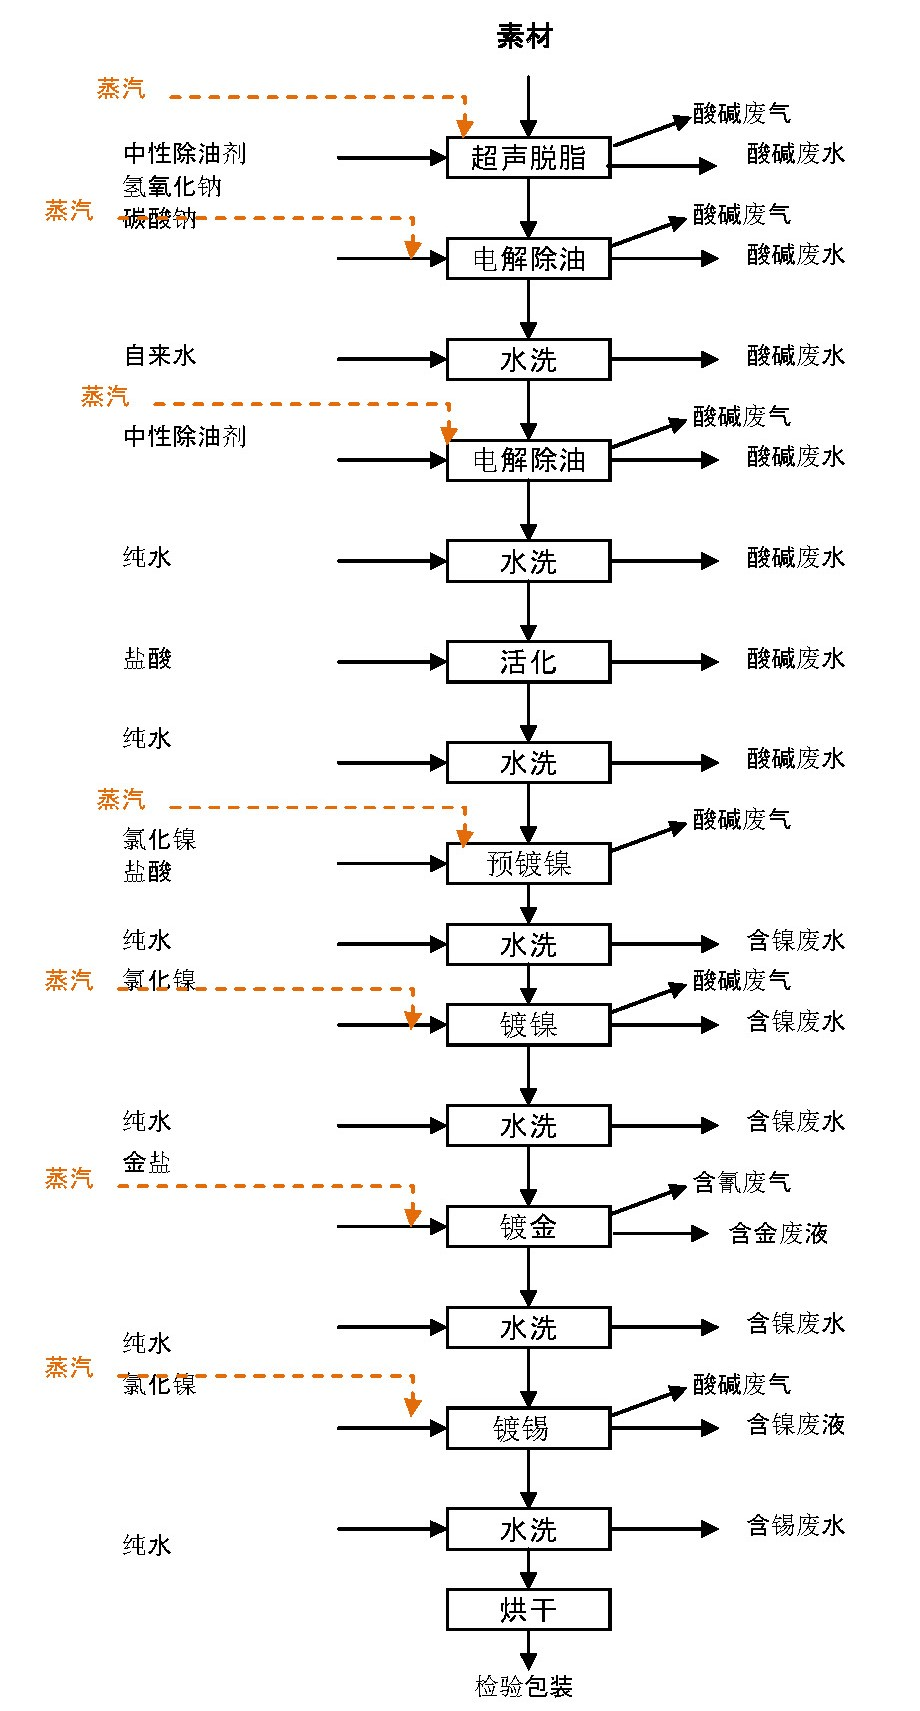 素材
蒸汽
酸碱废气
中性除油剂
超声脱脂
酸碱废水
氢氧化钠
蒸汽
碳酸钠
酸碱废气
电解除油
酸碱废水
自来水
水洗
酸碱废水
蒸汽
酸碱废气
中性除油剂
电解除油
酸碱废水
纯水
水洗
酸碱废水
盐酸
活化
酸碱废水
纯水
水洗
酸碱废水
蒸汽
酸碱废气
氯化镍
盐酸
预镀镍
纯水
水洗
含镍废水
蒸汽
氯化镍
酸碱废气
镀镍
含镍废水
纯水
水洗
含镍废水
金盐
蒸汽
含氰废气
镀金
含金废液
纯水
水洗
含镍废水
蒸汽
氯化镍
酸碱废气
镀锡
含镍废液
纯水
水洗
含锡废水
烘干
检验包装